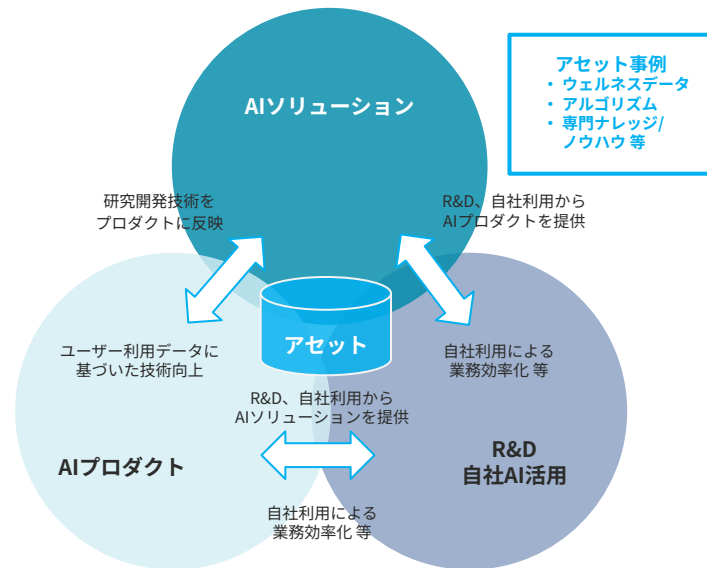 AIソリューション
アセット事例
・ ウェルネスデータ
・ アルゴリズム
・ 専門ナレッジ/
ノウハウ 等
研究開発技術を
プロダクトに反映
R&D、自社利用から
AIプロダクトを提供
アセット
ユーザー利用データに
基づいた技術向上
自社利用による
業務効率化 等
R&D、自社利用から
AIソリューションを提供
AIプロダクト
R&D
自社AI活用
自社利用による
業務効率化 等